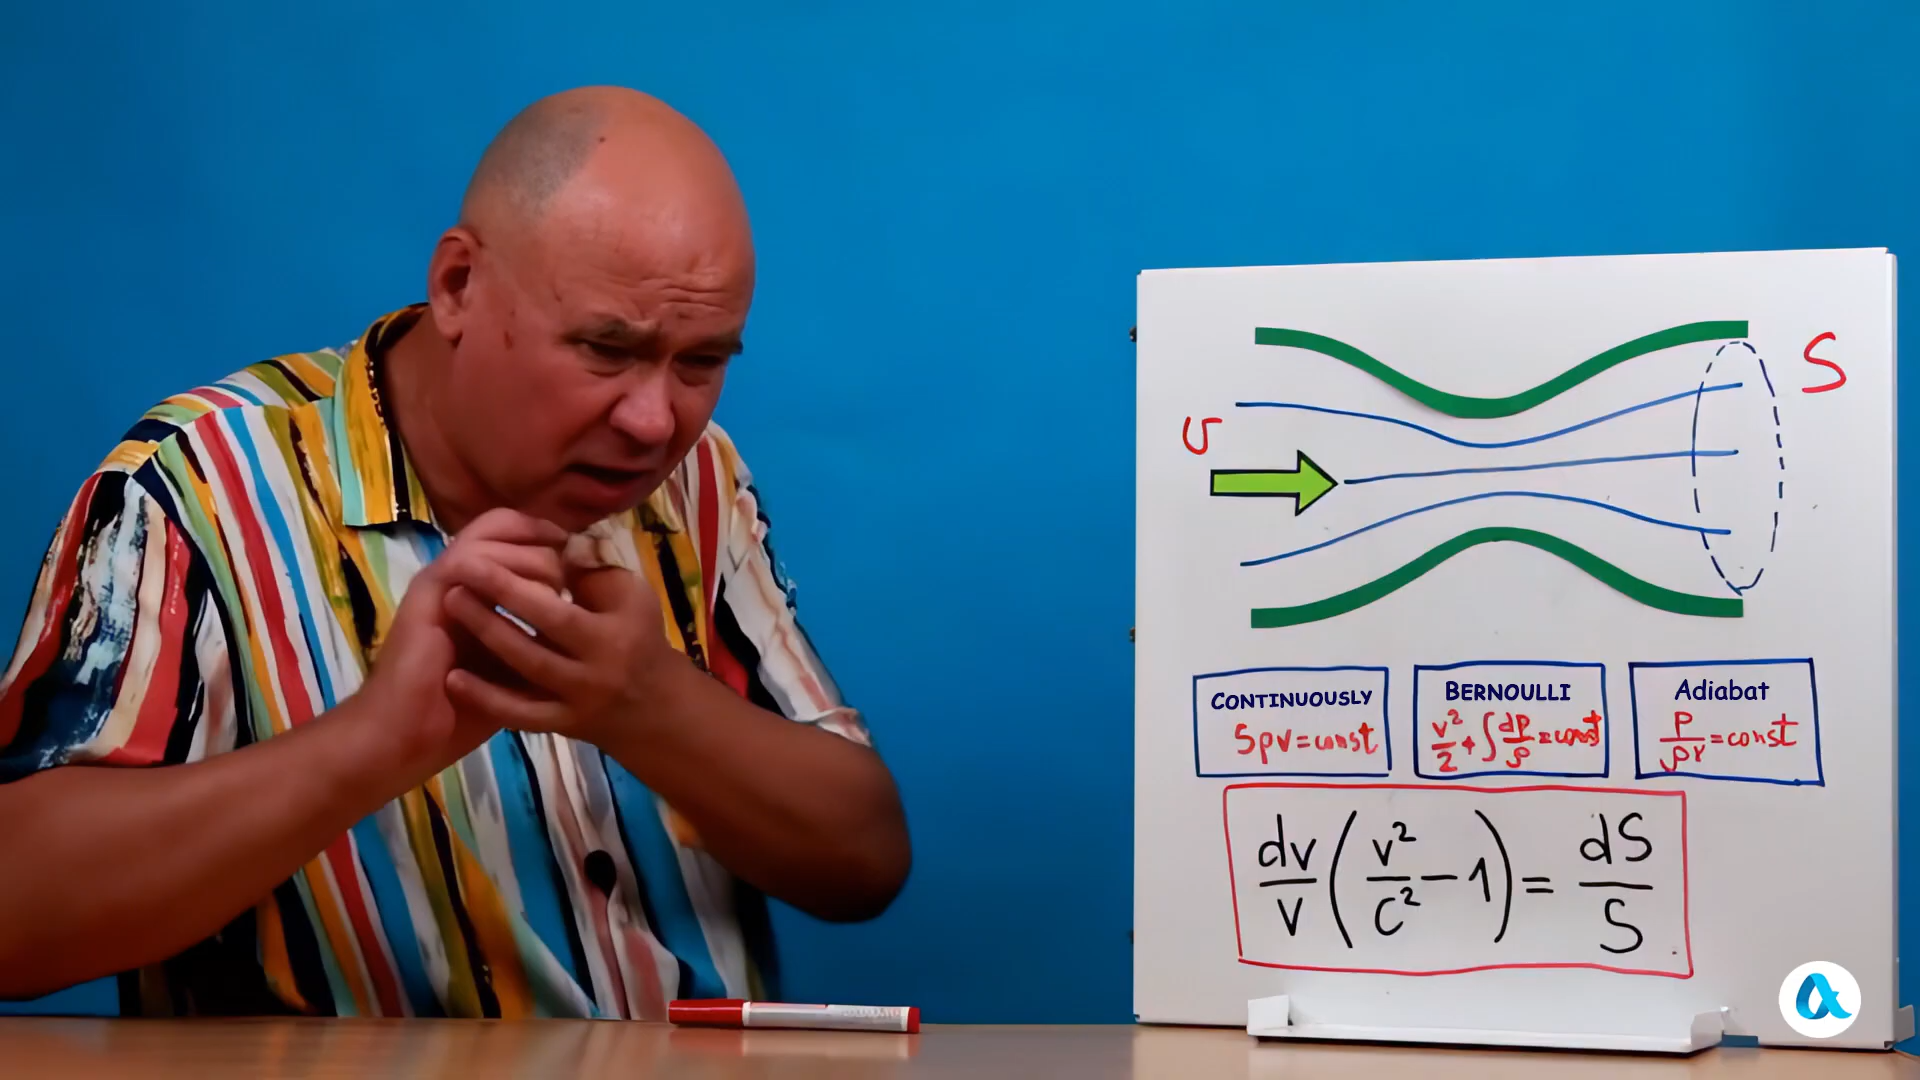 S
v
CONTINUOUSLY
Sρv=const
BERNOULLI
v²/2+∫dp/ρ=const
Adiabat
P/ργ=const
dv/v(v²/c²−1)=dS/S